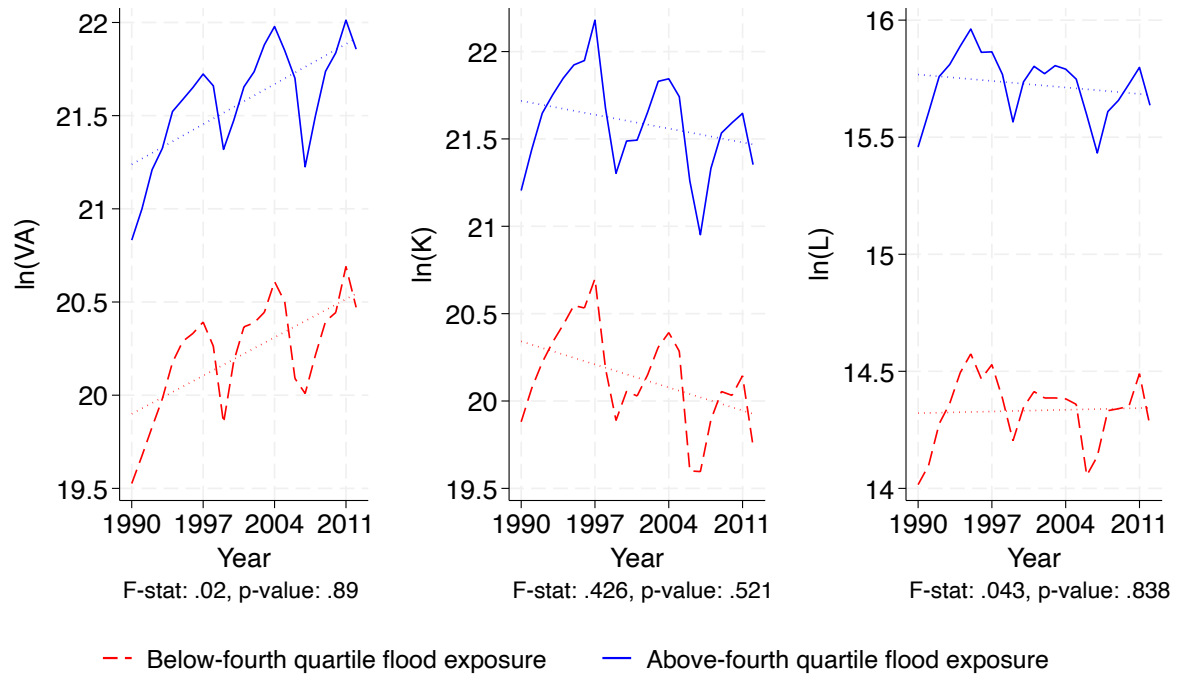 ln(VA)
22
21.5
21
20.5
20
19.5
1990 1997 2004 2011
Year
F-stat: .02, p-value: .89
ln(K)
22
21.5
21
20.5
20
19.5
1990 1997 2004 2011
Year
F-stat: .426, p-value: .521
ln(L)
16
15.5
15
14.5
14
1990 1997 2004 2011
Year
F-stat: .043, p-value: .838
Below-fourth quartile flood exposure
Above-fourth quartile flood exposure